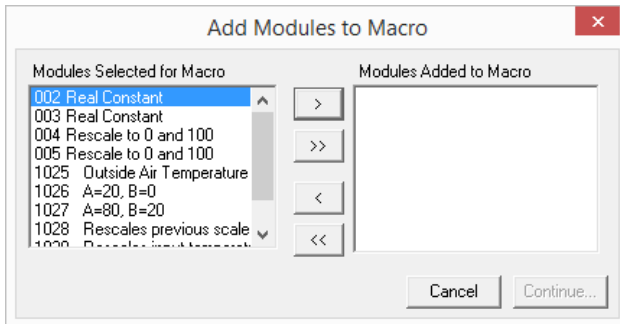 Add Modules to Macro
Modules Selected for Macro
Modules Added to Macro
002 Real Constant
003 Real Constant
004 Rescale to 0 and 100
005 Rescale to 0 and 100
1025 Outside Air Temperature
1026 A=20, B=0
1027 A=80, B=20
1028 Rescales previous scale
>
>>
<
<<
Cancel
Continue...